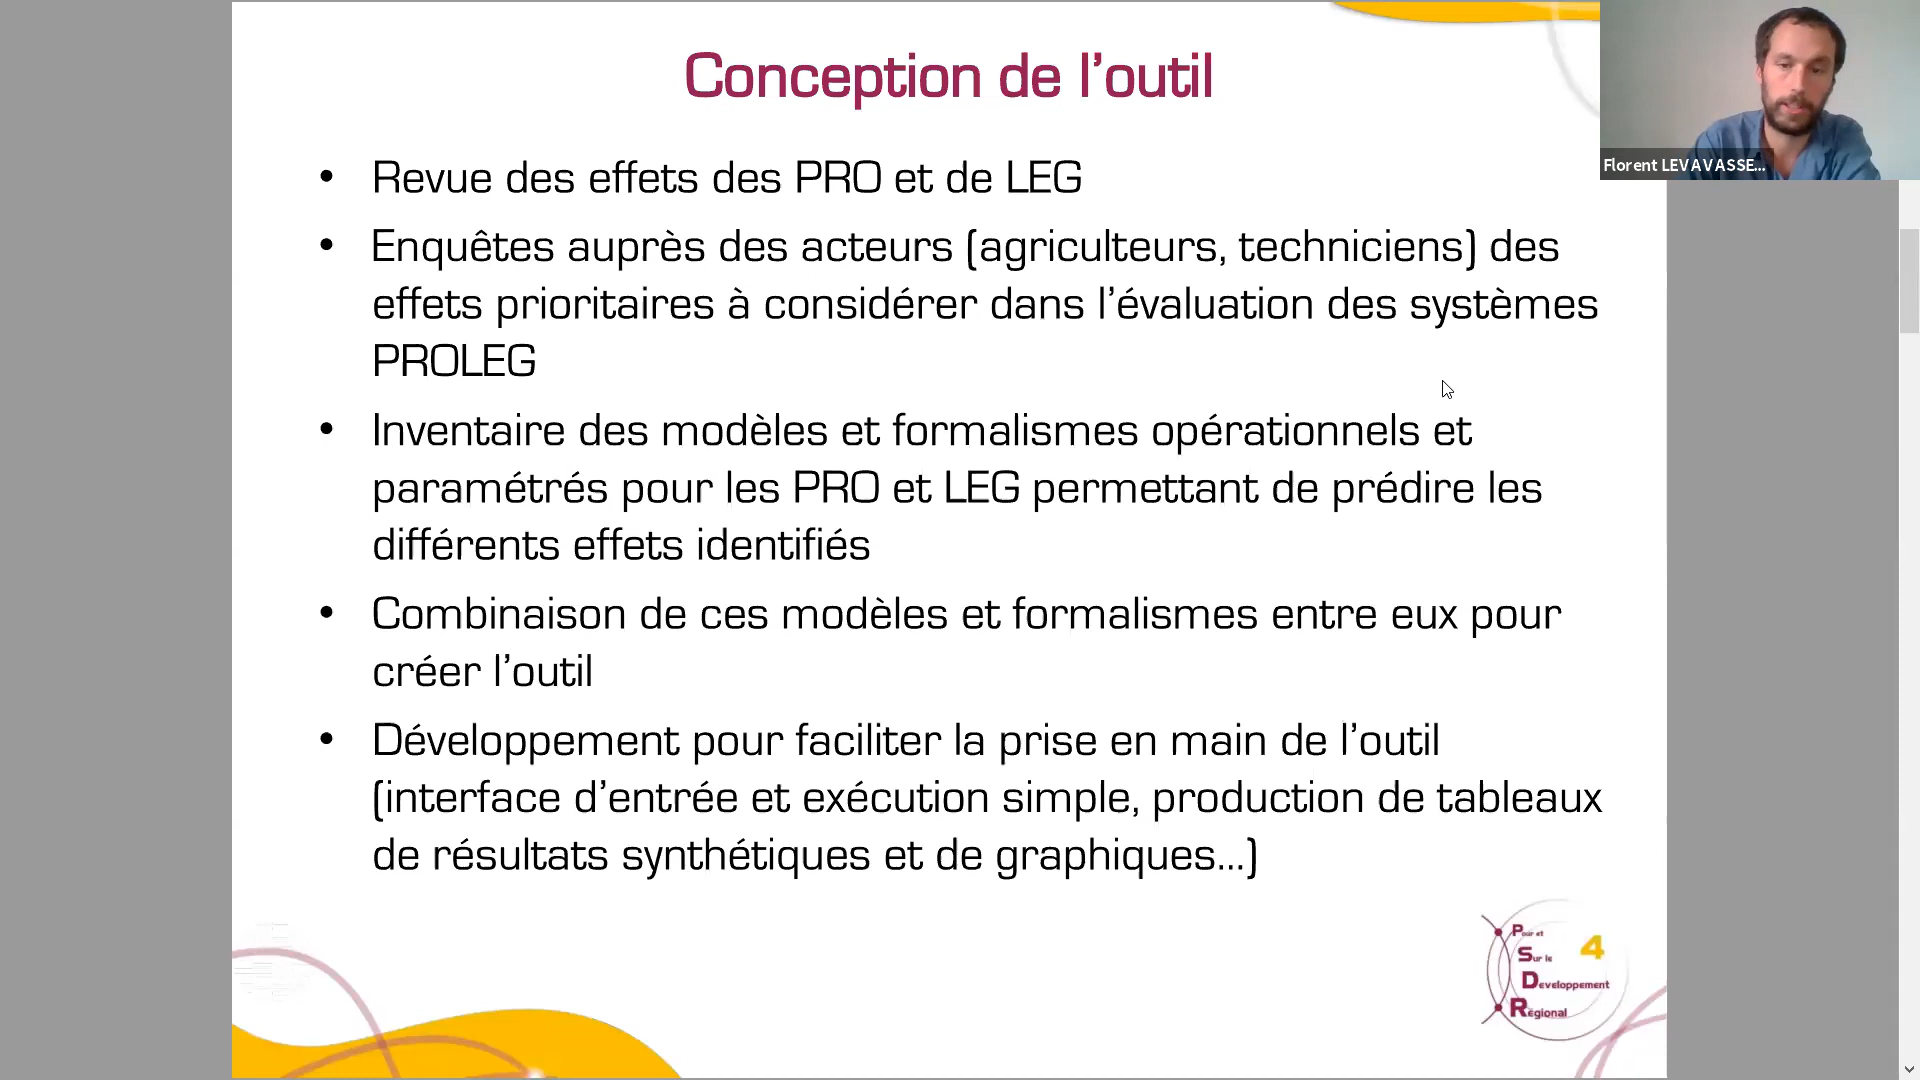 Conception de l’outil
Florent LEVAVASSE...
• Revue des effets des PRO et de LEG
• Enquêtes auprès des acteurs (agriculteurs, techniciens) des
effets prioritaires à considérer dans l’évaluation des systèmes
PROLEG
• Inventaire des modèles et formalismes opérationnels et
paramétrés pour les PRO et LEG permettant de prédire les
différents effets identifiés
• Combinaison de ces modèles et formalismes entre eux pour
créer l’outil
• Développement pour faciliter la prise en main de l’outil
(interface d’entrée et exécution simple, production de tableaux
de résultats synthétiques et de graphiques...)
Pour et
4
Sur le
Developpement
Régional